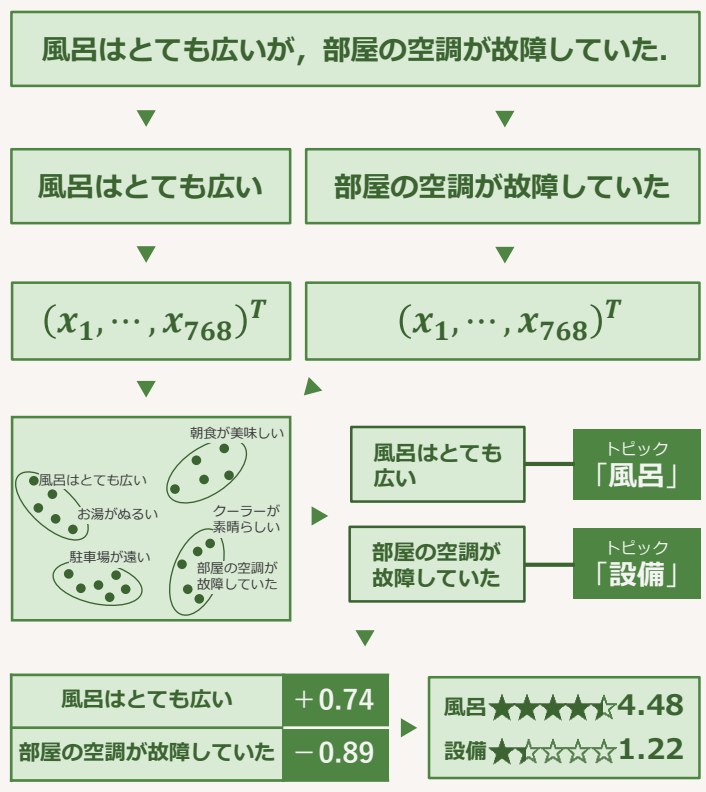 風呂はとても広いが，部屋の空調が故障していた.
風呂はとても広い
部屋の空調が故障していた
(x₁, ⋯ , x₇₆₈)ᵀ
(x₁, ⋯ , x₇₆₈)ᵀ
朝食が美味しい
風呂はとても広い
お湯がぬるい
クーラーが
素晴らしい
駐車場が遠い
部屋の空調が
故障していた
風呂はとても
広い
トピック
「風呂」
部屋の空調が
故障していた
トピック
「設備」
風呂はとても広い
＋0.74
部屋の空調が故障していた
－0.89
風呂 4.48
設備 1.22